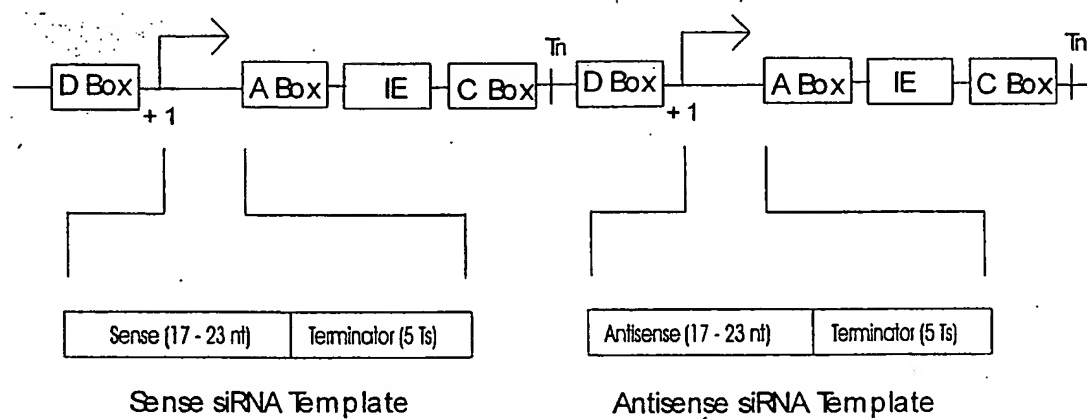 Tn Tn
D Box A Box IE C Box D Box A Box IE C Box
+ 1 + 1
Sense (17 - 23 nt) Terminator (5 Ts) Antisense (17 - 23 nt) Terminator (5 Ts)
Sense siRNA Template Antisense siRNA Template